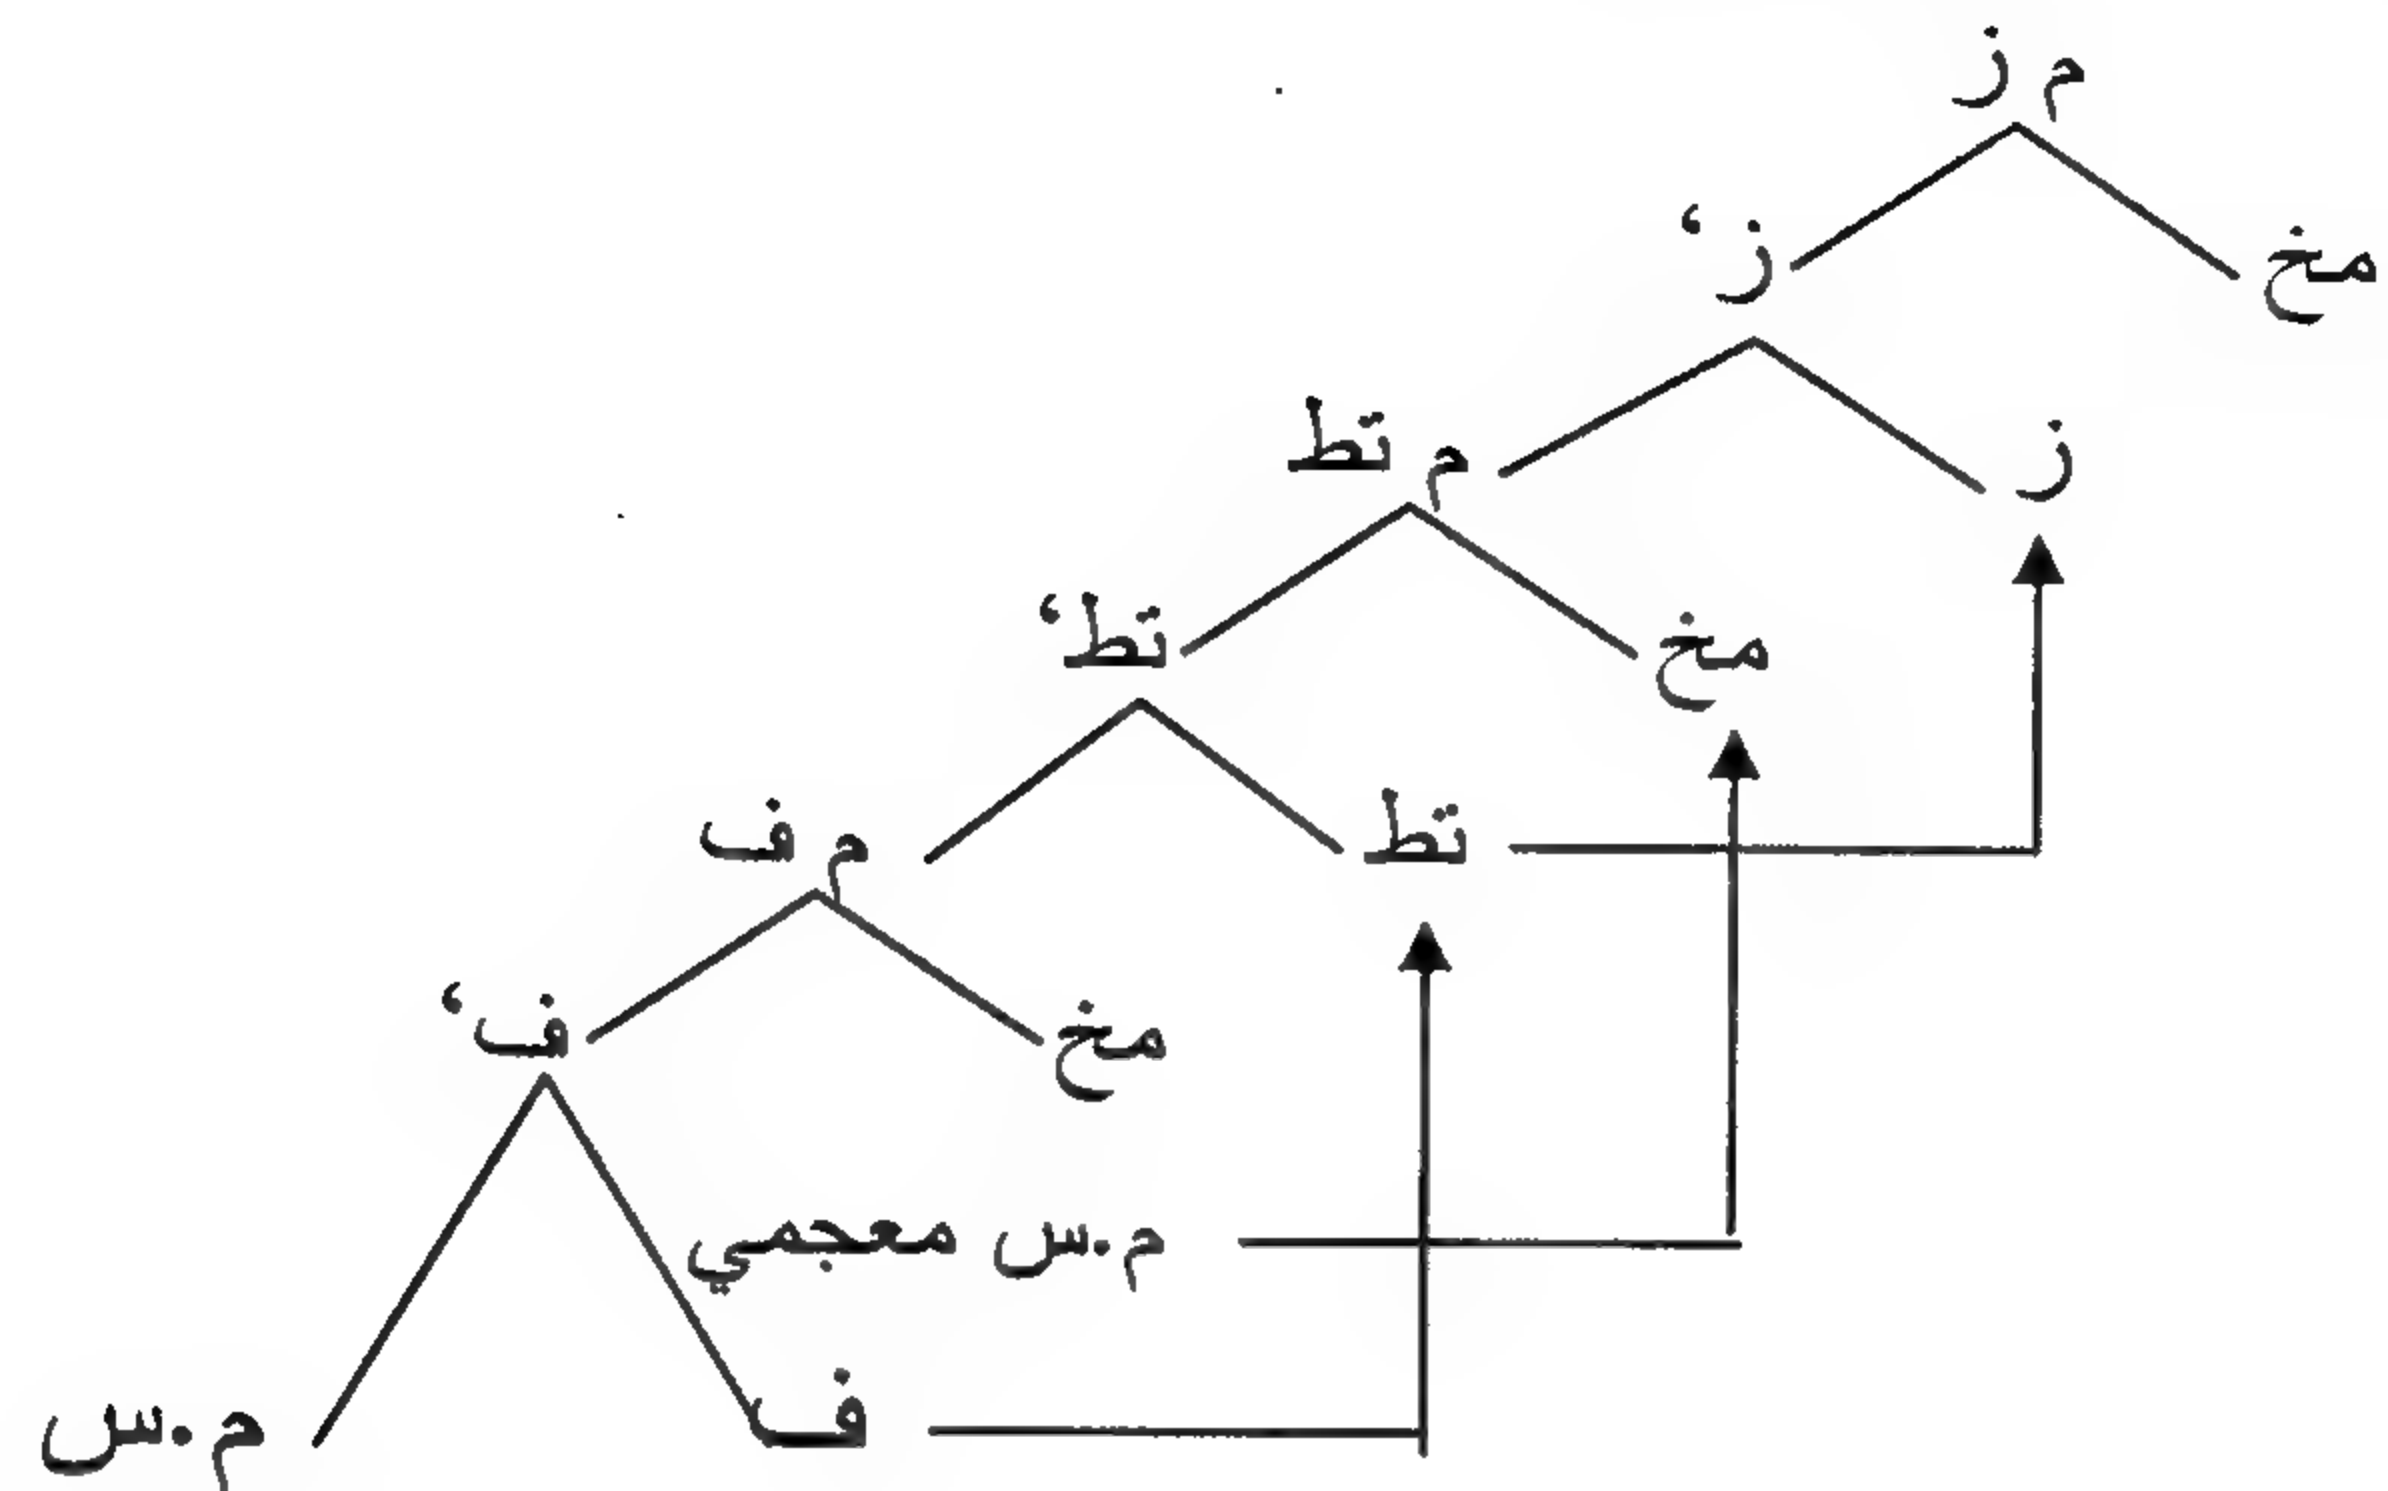 م ز
مخ
ز ‘
ز
م تط
مخ
تط‘
تط
م ف
مخ
ف‘
م.س معجمي
ف
م.س